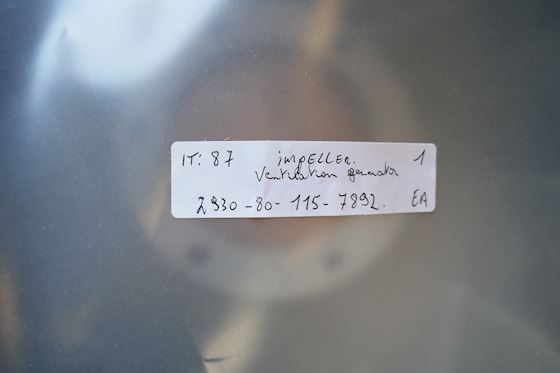 IT: 87 impELLER. 1
Ventilation generator
2930-80-115-7892. EA